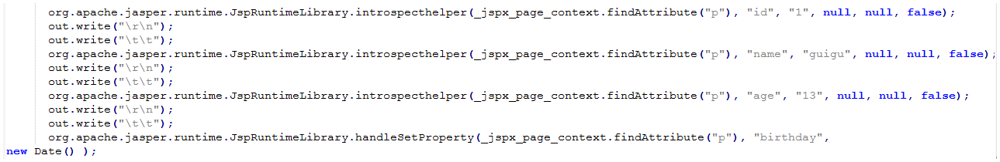 org.apache.jasper.runtime.JspRuntimeLibrary.introspecthelper(_jspx_page_context.findAttribute("p"), "id", "1", null, null, false);
out.write("\r\n");
out.write("\t\t");
org.apache.jasper.runtime.JspRuntimeLibrary.introspecthelper(_jspx_page_context.findAttribute("p"), "name", "guigu", null, null, false);
out.write("\r\n");
out.write("\t\t");
org.apache.jasper.runtime.JspRuntimeLibrary.introspecthelper(_jspx_page_context.findAttribute("p"), "age", "13", null, null, false);
out.write("\r\n");
out.write("\t\t");
org.apache.jasper.runtime.JspRuntimeLibrary.handleSetProperty(_jspx_page_context.findAttribute("p"), "birthday",
new Date() );